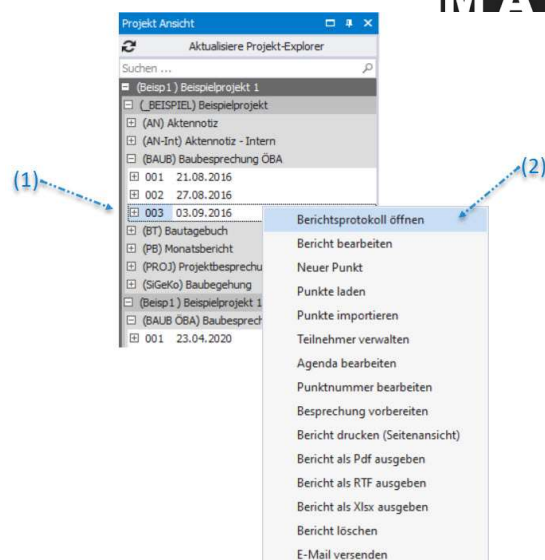 MA
Projekt Ansicht
Aktualisiere Projekt-Explorer
Suchen ...
(Beisp1 ) Beispielprojekt 1
(_BEISPIEL) Beispielprojekt
(AN) Aktennotiz
(AN-Int) Aktennotiz - Intern
(BAUB) Baubesprechung ÖBA
001 21.08.2016
002 27.08.2016
003 03.09.2016
(BT) Bautagebuch
(PB) Monatsbericht
(PROJ) Projektbesprechu
(SiGeKo) Baubegehung
(Beisp1 ) Beispielprojekt 1
(BAUB ÖBA) Baubesprech
001 23.04.2020
(1)
(2)
Berichtsprotokoll öffnen
Bericht bearbeiten
Neuer Punkt
Punkte laden
Punkte importieren
Teilnehmer verwalten
Agenda bearbeiten
Punktnummer bearbeiten
Besprechung vorbereiten
Bericht drucken (Seitenansicht)
Bericht als Pdf ausgeben
Bericht als RTF ausgeben
Bericht als Xlsx ausgeben
Bericht löschen
E-Mail versenden